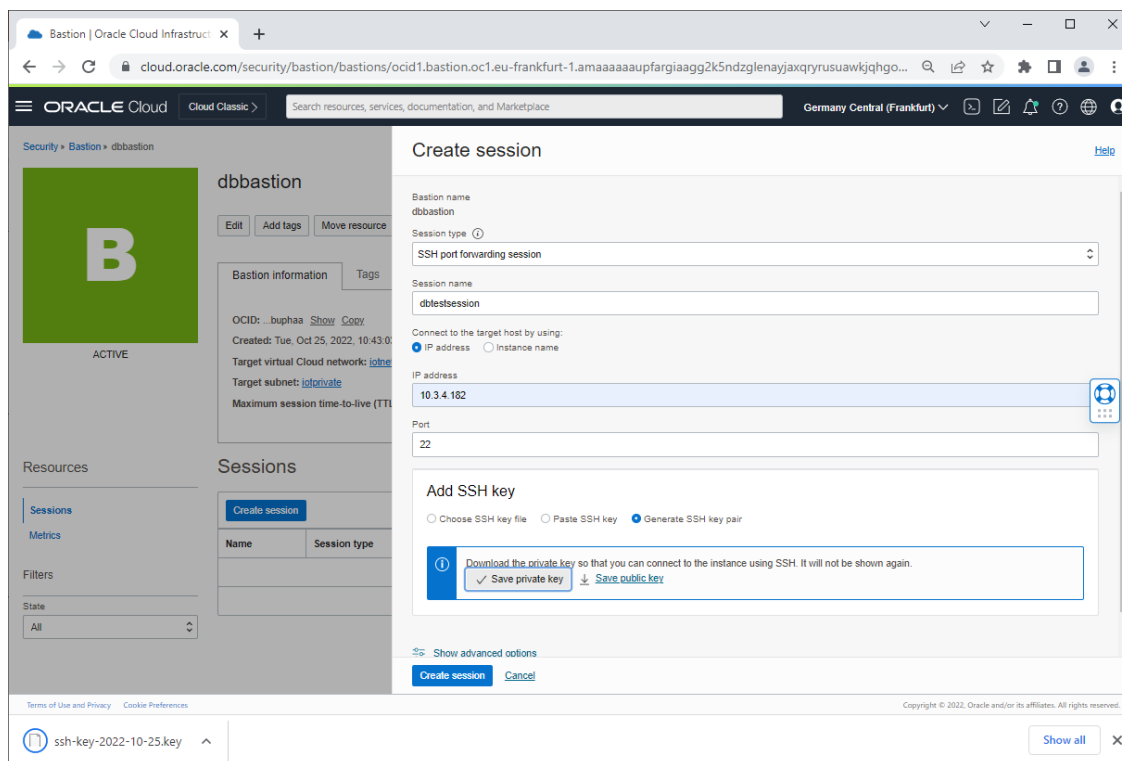 Bastion | Oracle Cloud Infrastruct
cloud.oracle.com/security/bastion/bastions/ocid1.bastion.oc1.eu-frankfurt-1.amaaaaaaupfargiaagg2k5ndzglenayjaxqryrusuawkjqhgo...
ORACLE Cloud
Cloud Classic >
Search resources, services, documentation, and Marketplace
Germany Central (Frankfurt)
Security » Bastion » dbbastion
B
ACTIVE
dbbastion
Edit
Add tags
Move resource
Bastion information
Tags
OCID: ...buphaa Show Copy
Created: Tue, Oct 25, 2022, 10:43:03
Target virtual Cloud network: iotne
Target subnet: iotprivate
Maximum session time-to-live (TTL
Resources
Sessions
Metrics
Filters
State
All
Sessions
Create session
Name
Session type
Create session
Help
Bastion name
dbbastion
Session type
SSH port forwarding session
Session name
dbtestsession
Connect to the target host by using:
IP address
Instance name
IP address
10.3.4.182
Port
22
Add SSH key
Choose SSH key file
Paste SSH key
Generate SSH key pair
Download the private key so that you can connect to the instance using SSH. It will not be shown again.
Save private key
Save public key
Show advanced options
Create session
Cancel
Terms of Use and Privacy
Cookie Preferences
Copyright © 2022, Oracle and/or its affiliates. All rights reserved.
ssh-key-2022-10-25.key
Show all